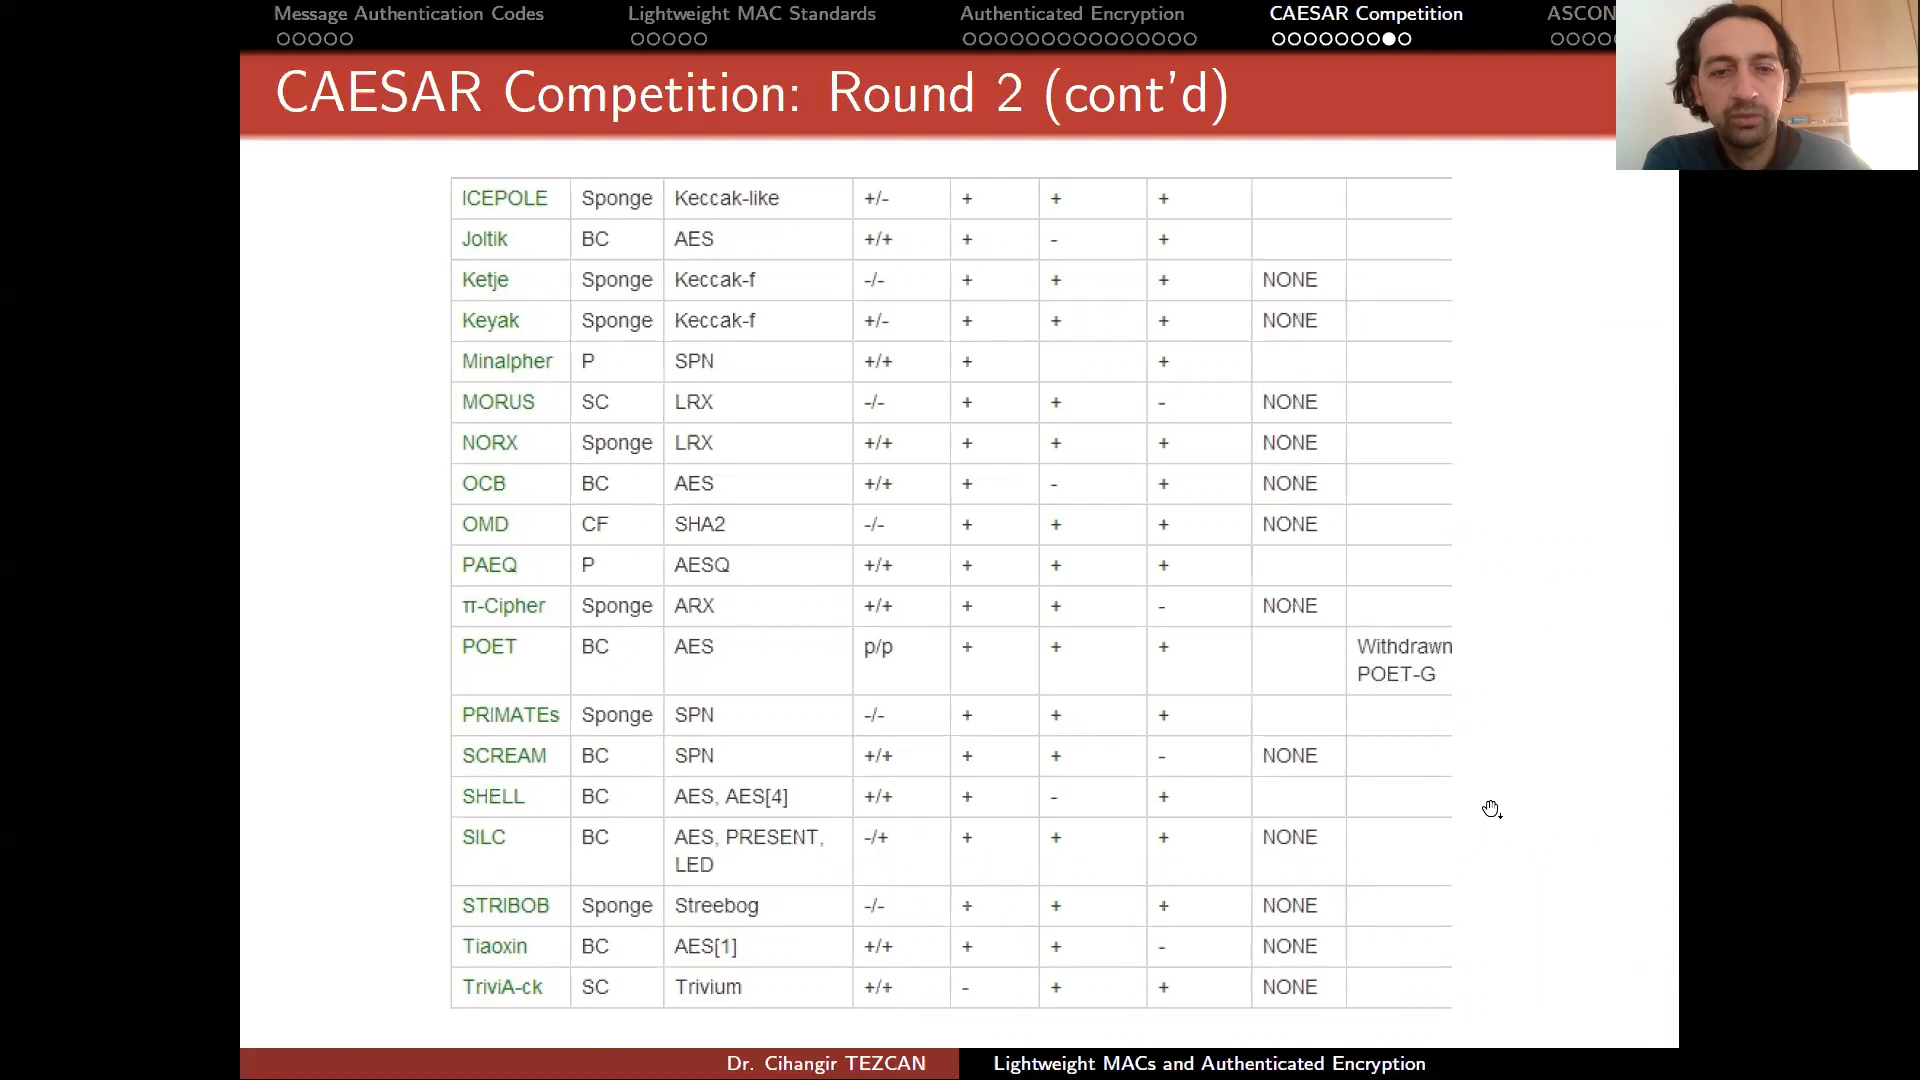 Message Authentication Codes Lightweight MAC Standards Authenticated Encryption CAESAR Competition ASCON
CAESAR Competition: Round 2 (cont'd)
ICEPOLE Sponge Keccak-like +/- + + +
Joltik BC AES +/+ + - +
Ketje Sponge Keccak-f -/- + + + NONE
Keyak Sponge Keccak-f +/- + + + NONE
Minalpher P SPN +/+ + +
MORUS SC LRX -/- + + - NONE
NORX Sponge LRX +/+ + + + NONE
OCB BC AES +/+ + - + NONE
OMD CF SHA2 -/- + + + NONE
PAEQ P AESQ +/+ + + +
π-Cipher Sponge ARX +/+ + + - NONE
POET BC AES p/p + + + Withdrawn
POET-G
PRIMATEs Sponge SPN -/- + + +
SCREAM BC SPN +/+ + + - NONE
SHELL BC AES, AES[4] +/+ + - +
SILC BC AES, PRESENT, -/+ + + + NONE
LED
STRIBOB Sponge Streebog -/- + + + NONE
Tiaoxin BC AES[1] +/+ + + - NONE
TriviA-ck SC Trivium +/+ - + + NONE
Dr. Cihangir TEZCAN Lightweight MACs and Authenticated Encryption